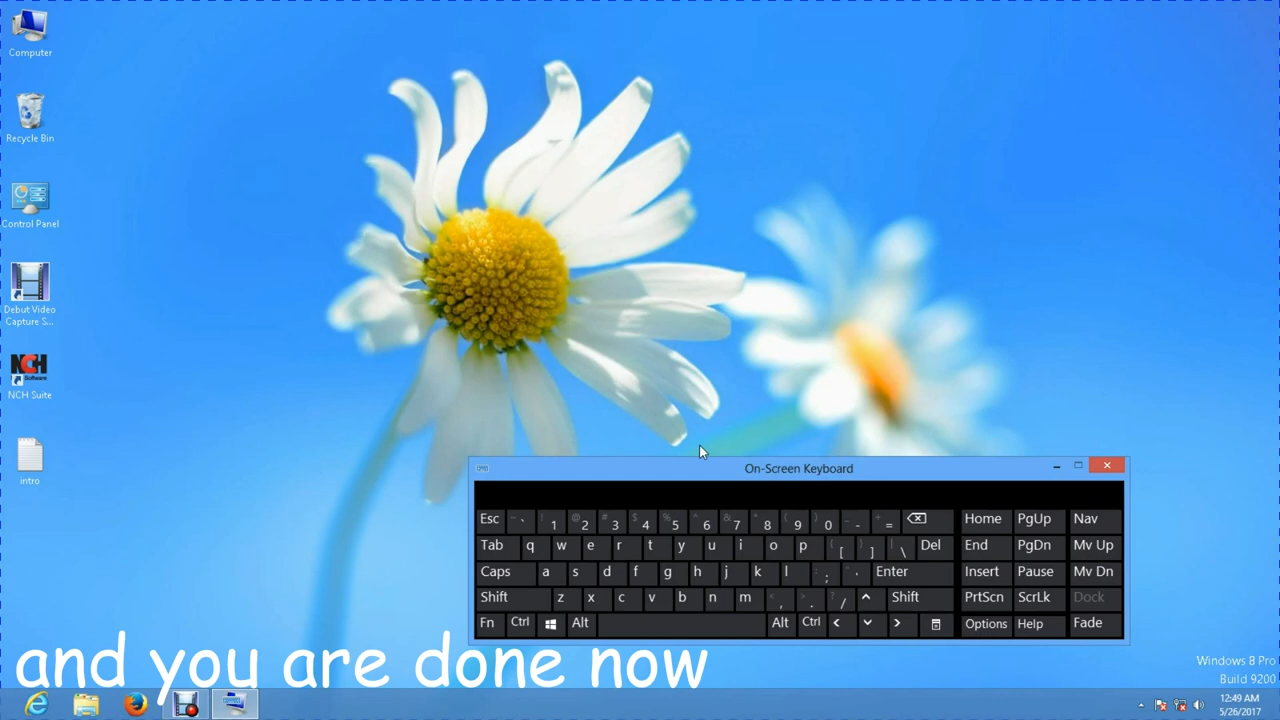 Computer
Recycle Bin
Control Panel
Debut Video
Capture S...
NCH
Software
NCH Suite
intro
On-Screen Keyboard
Esc ~ ` ! 1 @ 2 # 3 $ 4 % 5 ^ 6 & 7 * 8 ( 9 ) 0 _ - + = Home PgUp Nav
Tab q w e r t y u i o p { [ } ] | \ Del End PgDn Mv Up
Caps a s d f g h j k l : ; " ' Enter Insert Pause Mv Dn
Shift z x c v b n m < , > . ? / Shift PrtScn ScrLk Dock
Fn Ctrl Alt Alt Ctrl Options Help Fade
and you are done now
Windows 8 Pro
Build 9200
12:49 AM
5/26/2017